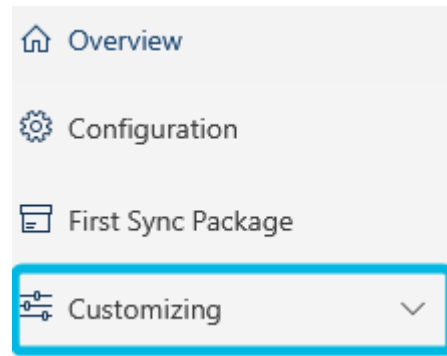 Overview
Configuration
First Sync Package
Customizing